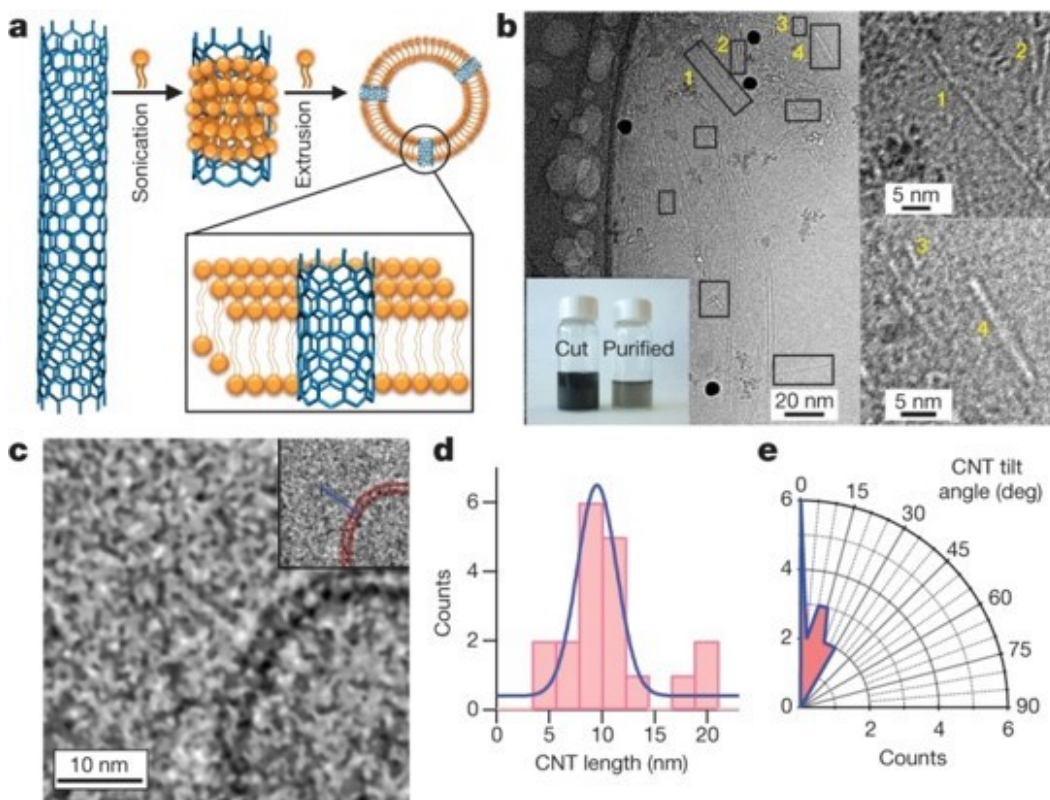 a
Sonication
Extrusion
b
1
2
3
4
Cut
Purified
20 nm
1
2
5 nm
3
4
5 nm
c
10 nm
d
6
4
2
0
Counts
0
5
10
15
20
CNT length (nm)
e
CNT tilt
angle (deg)
0
15
30
45
60
75
90
6
4
2
0
2
4
6
Counts